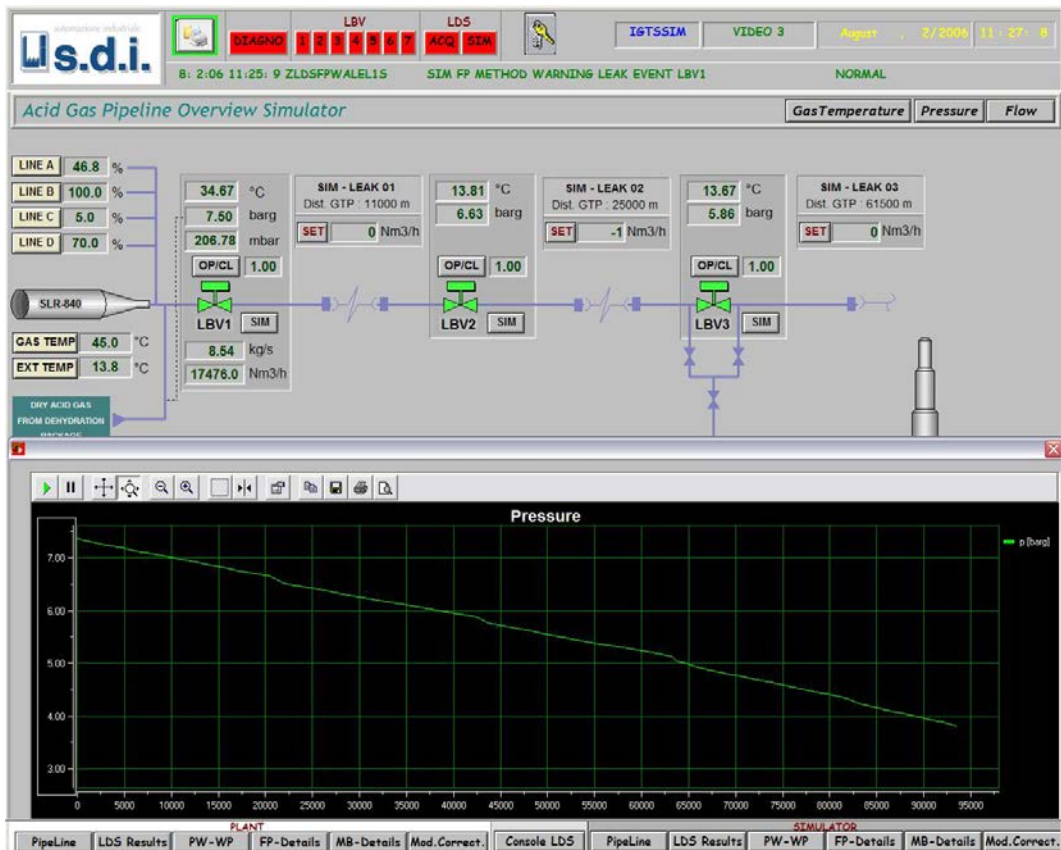 automazione industriale
s.d.i.
DIAGNO
LBV
1 2 3 4 5 6 7
LDS
ACQ SIM
IGTSSIM
VIDEO 3
August , 2/2006 11:27: 8
8: 2:06 11:25: 9 ZLDSFPWALEL1S SIM FP METHOD WARNING LEAK EVENT LBV1 NORMAL
Acid Gas Pipeline Overview Simulator
GasTemperature Pressure Flow
LINE A 46.8 %
LINE B 100.0 %
LINE C 5.0 %
LINE D 70.0 %
SLR-840
GAS TEMP 45.0 °C
EXT TEMP 13.8 °C
DRY ACID GAS
FROM DEHYDRATION
PACKAGE
34.67 °C
7.50 barg
206.78 mbar
OP/CL 1.00
LBV1 SIM
8.54 kg/s
17476.0 Nm3/h
SIM - LEAK 01
Dist. GTP : 11000 m
SET 0 Nm3/h
13.81 °C
6.63 barg
OP/CL 1.00
LBV2 SIM
SIM - LEAK 02
Dist. GTP : 25000 m
SET -1 Nm3/h
13.67 °C
5.86 barg
OP/CL 1.00
LBV3 SIM
SIM - LEAK 03
Dist. GTP : 61500 m
SET 0 Nm3/h
Pressure
p [barg]
7.00
6.00
5.00
4.00
3.00
0 5000 10000 15000 20000 25000 30000 35000 40000 45000 50000 55000 60000 65000 70000 75000 80000 85000 90000 95000
PLANT
PipeLine LDS Results PW-WP FP-Details MB-Details Mod.Correct.
Console LDS
SIMULATOR
PipeLine LDS Results PW-WP FP-Details MB-Details Mod.Correct